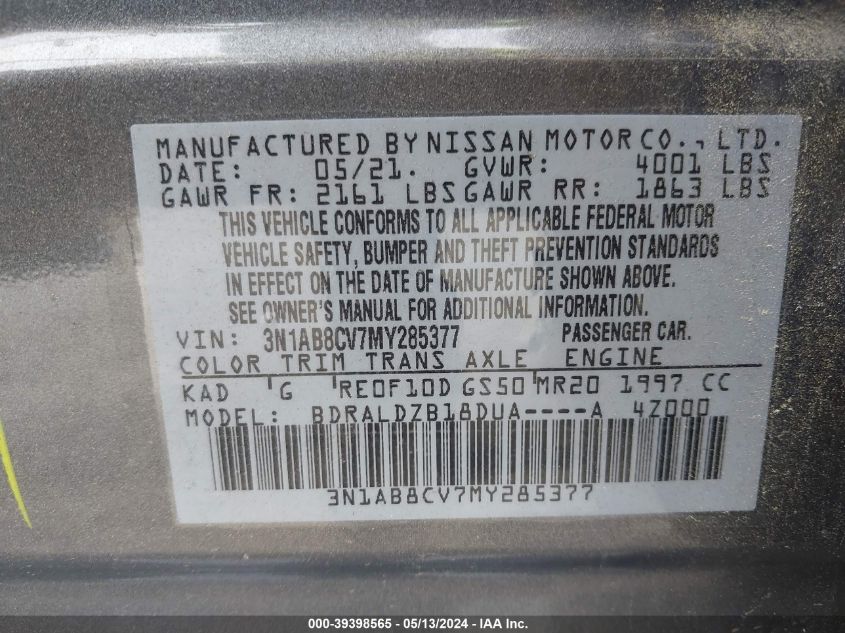 MANUFACTURED BY NISSAN MOTOR CO., LTD.
DATE: 05/21. GVWR: 4001 LBS
GAWR FR: 2161 LBS GAWR RR: 1863 LBS
THIS VEHICLE CONFORMS TO ALL APPLICABLE FEDERAL MOTOR
VEHICLE SAFETY, BUMPER AND THEFT PREVENTION STANDARDS
IN EFFECT ON THE DATE OF MANUFACTURE SHOWN ABOVE.
SEE OWNER'S MANUAL FOR ADDITIONAL INFORMATION.
VIN: 3N1AB8CV7MY285377 PASSENGER CAR.
COLOR TRIM TRANS AXLE ENGINE
KAD G RE0F10D GS50 MR20 1997 CC
MODEL: BDRALDZB18DUA----A 4Z000
3N1AB8CV7MY285377
000-39398565 - 05/13/2024 - IAA Inc.